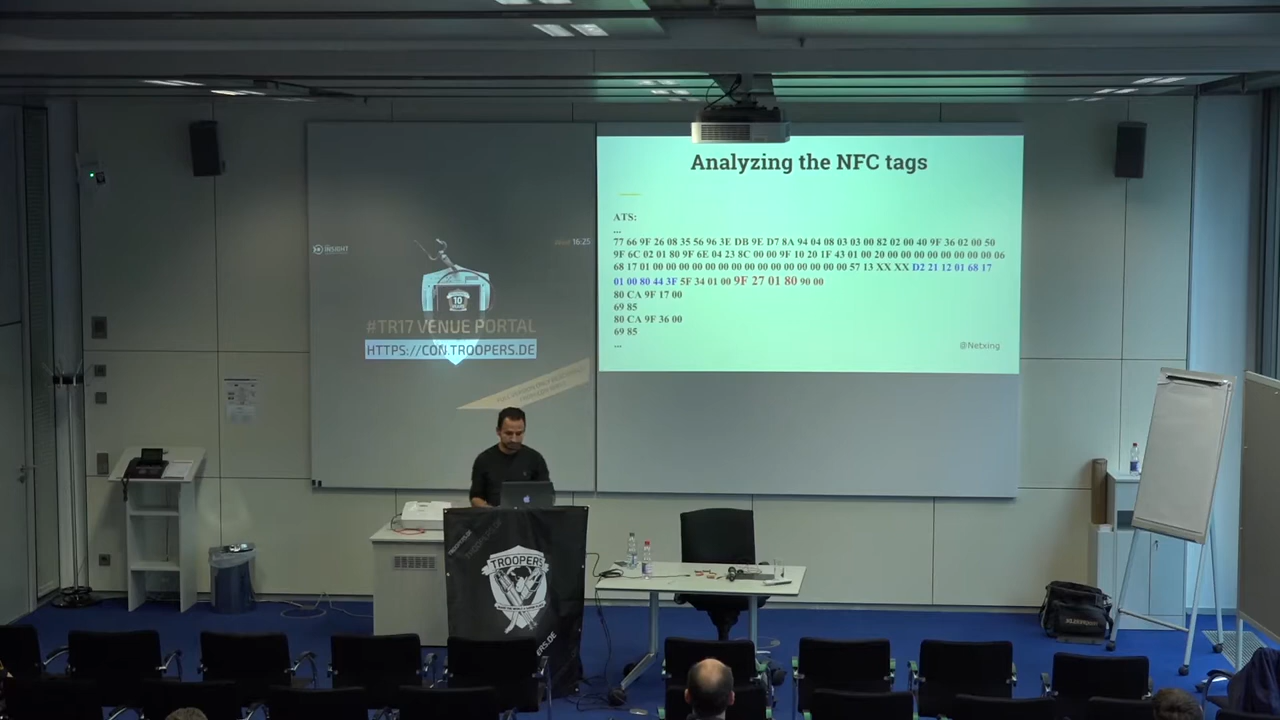 Analyzing the NFC tags
ATS:
...
77 66 9F 26 08 35 56 96 3E DB 9E D7 8A 94 04 08 03 03 00 82 02 00 40 9F 36 02 00 50
9F 6C 02 01 80 9F 6E 04 23 8C 00 00 9F 10 20 1F 43 01 00 20 00 00 00 00 00 00 00 00 06
68 17 01 00 00 00 00 00 00 00 00 00 00 00 00 00 00 00 57 13 XX XX D2 21 12 01 68 17
01 00 80 44 3F 5F 34 01 00 9F 27 01 80 90 00
80 CA 9F 17 00
69 85
80 CA 9F 36 00
69 85
...
@Netxing
INSIGHT
16:25
10
#TR17 VENUE PORTAL
HTTPS://CON.TROOPERS.DE
TROOPERS